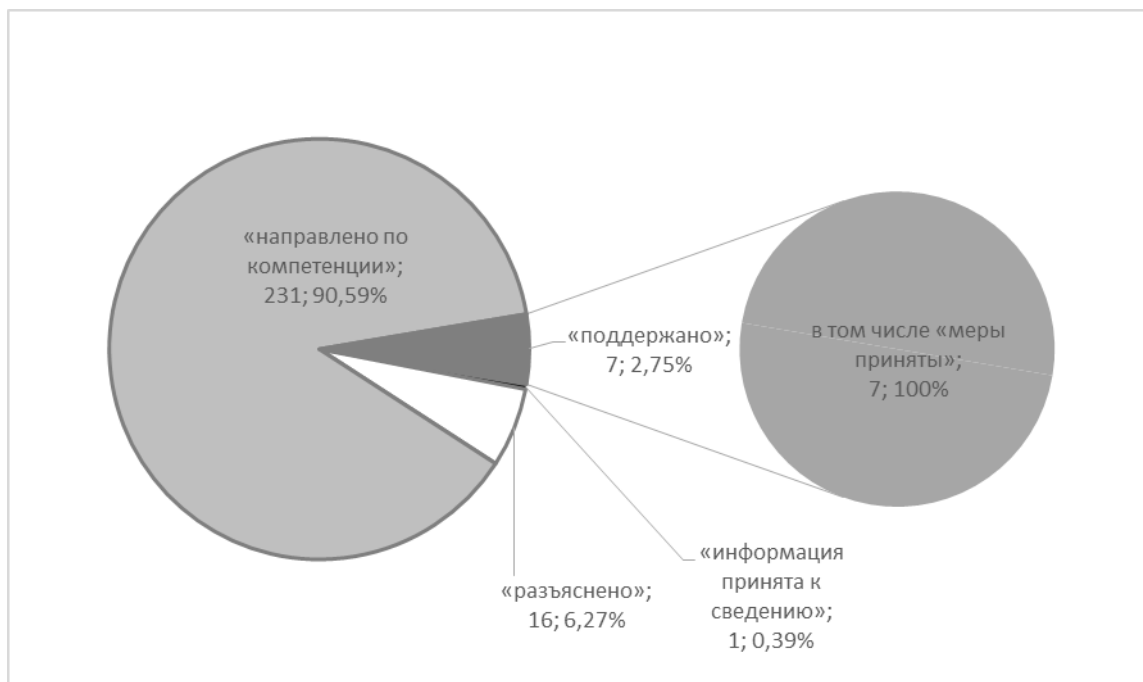 «направлено по
компетенции»;
231; 90,59%
«поддержано»;
7; 2,75%
в том числе «меры
приняты»;
7; 100%
«информация
принята к
сведению»;
1; 0,39%
«разъяснено»;
16; 6,27%